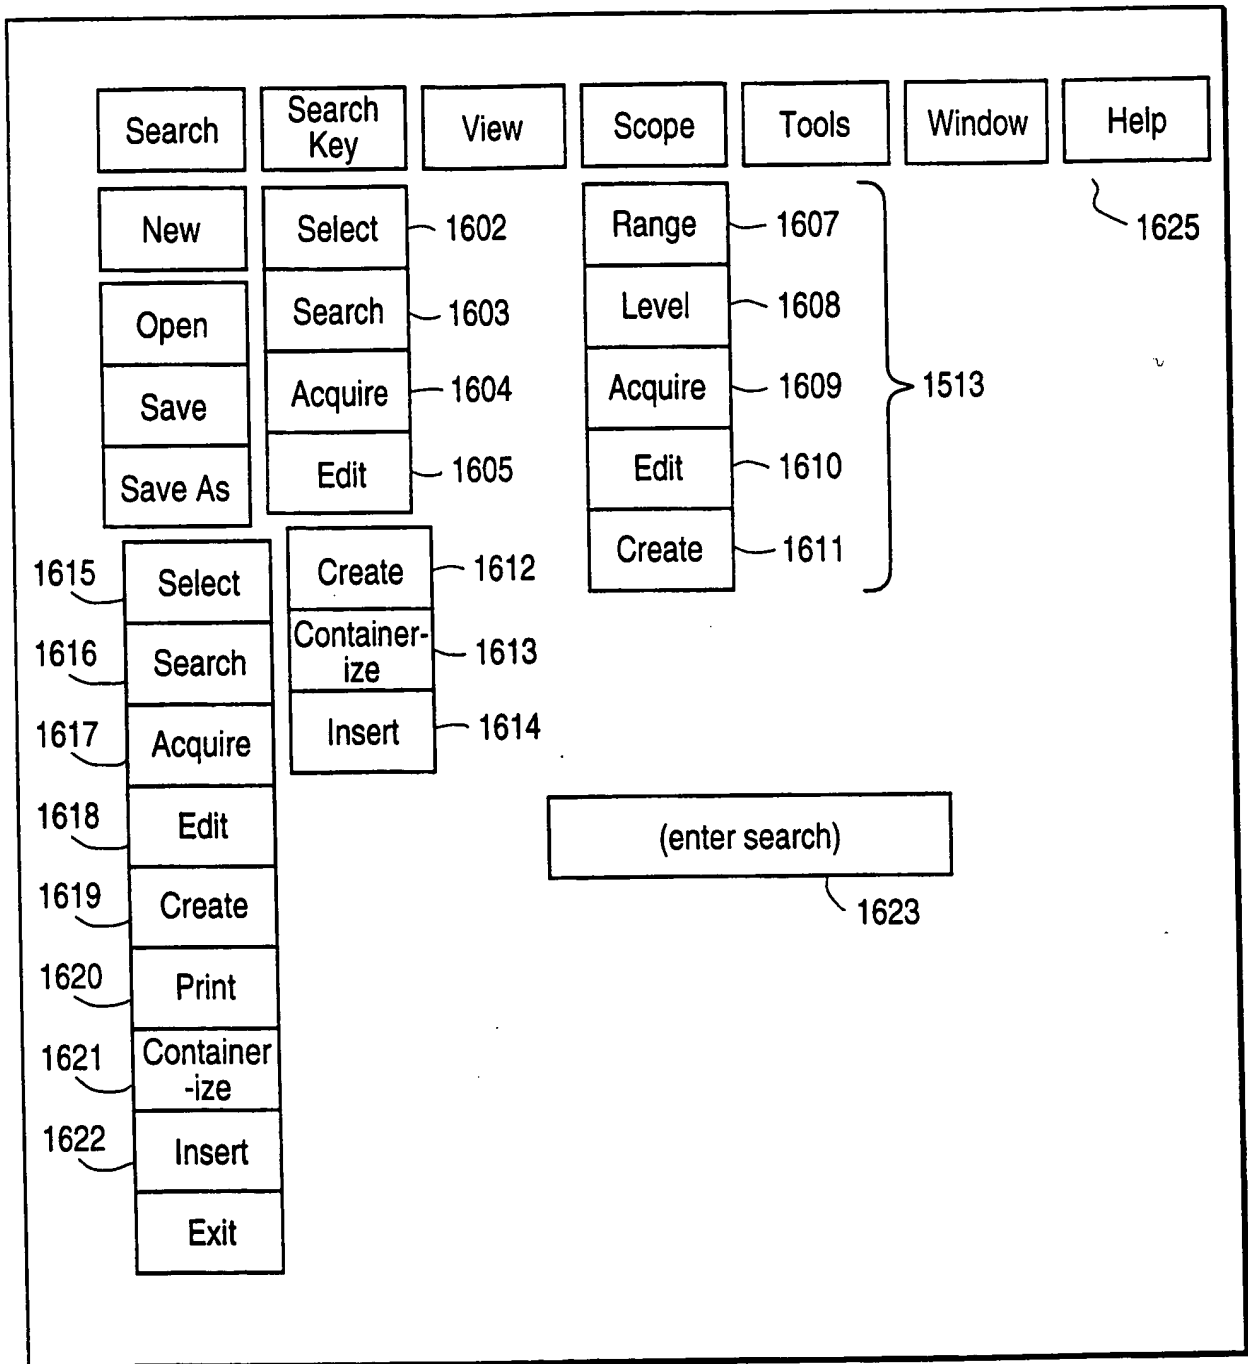 Search
Search
Key
View
Scope
Tools
Window
Help
1625
New
Open
Save
Save As
Select
1602
Search
1603
Acquire
1604
Edit
1605
Range
1607
Level
1608
Acquire
1609
Edit
1610
Create
1611
1513
1615
Select
1616
Search
1617
Acquire
1618
Edit
1619
Create
1620
Print
1621
Container
-ize
1622
Insert
Exit
Create
1612
Container-
ize
1613
Insert
1614
(enter search)
1623